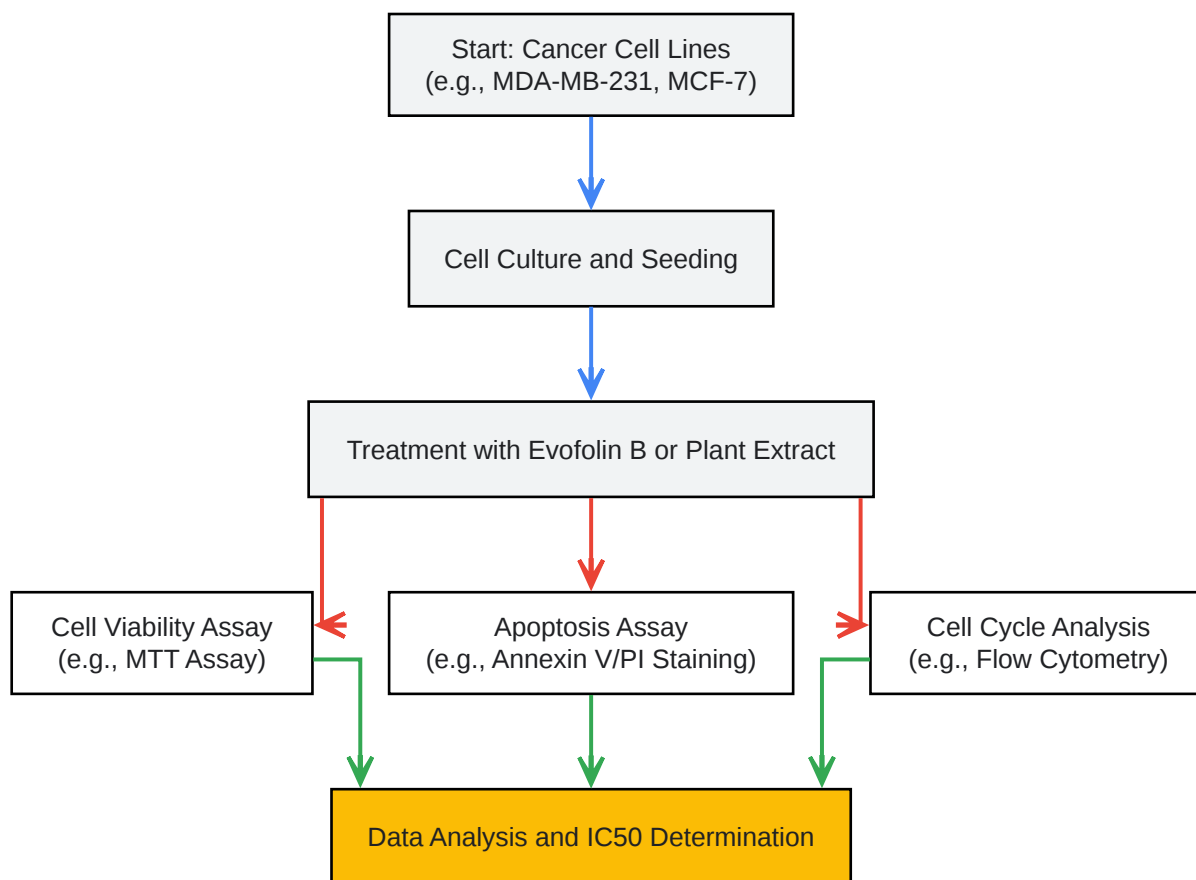 Start: Cancer Cell Lines
(e.g., MDA-MB-231, MCF-7)
Cell Culture and Seeding
Treatment with Evofolin B or Plant Extract
Cell Viability Assay
(e.g., MTT Assay)
Apoptosis Assay
(e.g., Annexin V/PI Staining)
Cell Cycle Analysis
(e.g., Flow Cytometry)
Data Analysis and IC50 Determination